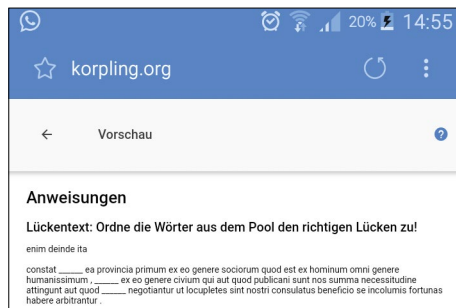 20% 14:55
korpling.org
Vorschau
Anweisungen
Lückentext: Ordne die Wörter aus dem Pool den richtigen Lücken zu!
enim deinde ita
constat _____ ea provincia primum ex eo genere sociorum quod est ex hominum omni genere
humanissimum , _____ ex eo genere civium qui aut quod publicani sunt nos summa necessitudine
attingunt aut quod _____ negotiantur ut locupletes sint nostri consulatus beneficio se incolumis fortunas
habere arbitrantur .